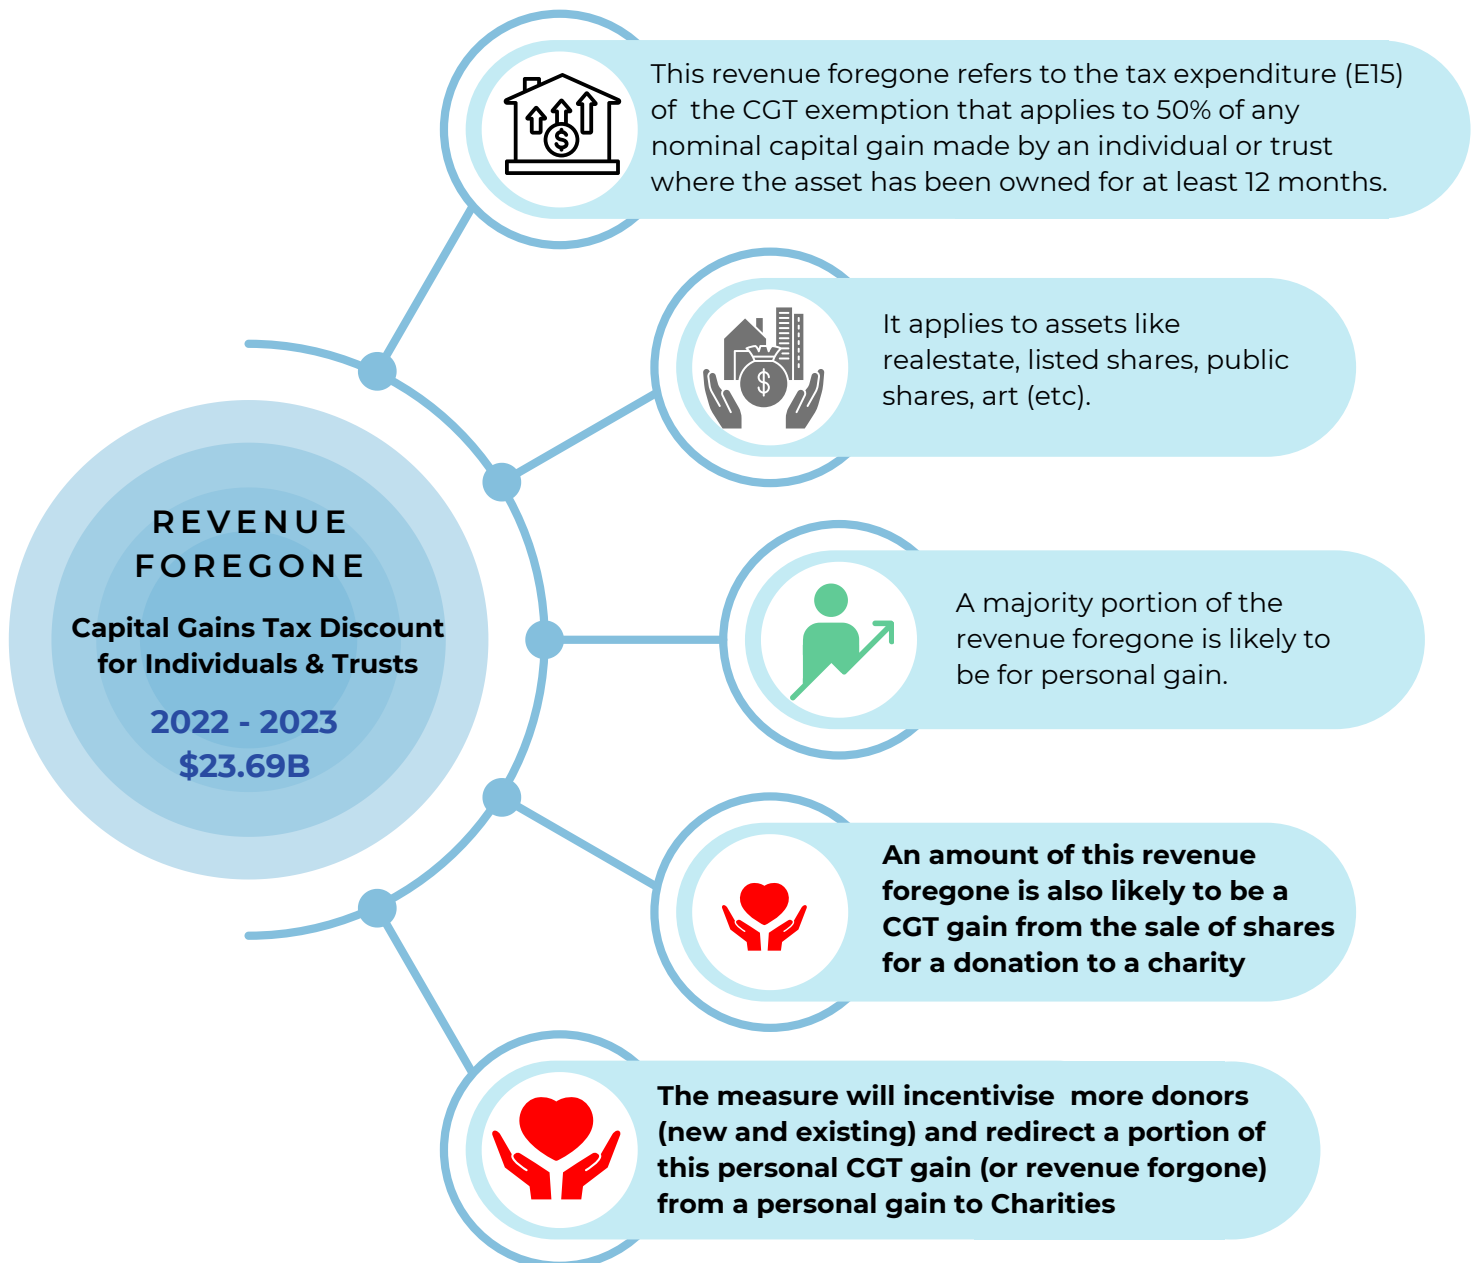 This revenue foregone refers to the tax expenditure (E15)
of the CGT exemption that applies to 50% of any
nominal capital gain made by an individual or trust
where the asset has been owned for at least 12 months.
It applies to assets like
realestate, listed shares, public
shares, art (etc).
REVENUE
FOREGONE
Capital Gains Tax Discount
for Individuals & Trusts
2022 - 2023
$23.69B
A majority portion of the
revenue foregone is likely to
be for personal gain.
An amount of this revenue
foregone is also likely to be a
CGT gain from the sale of shares
for a donation to a charity
The measure will incentivise more donors
(new and existing) and redirect a portion of
this personal CGT gain (or revenue forgone)
from a personal gain to Charities